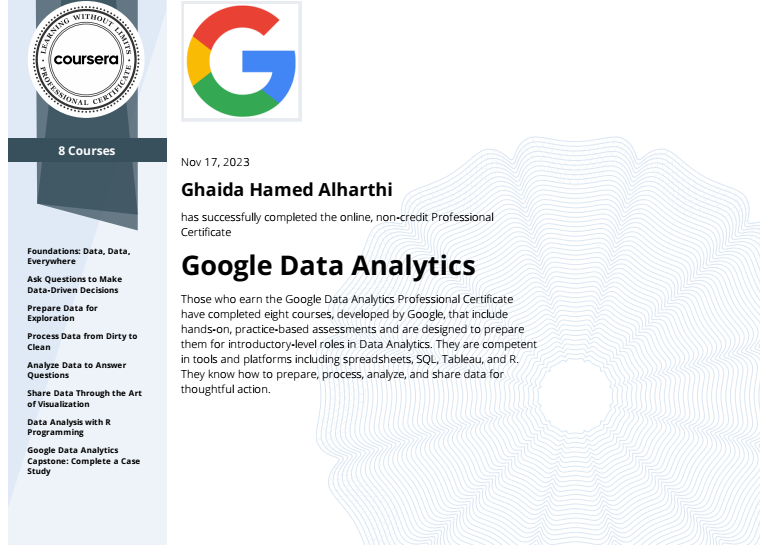 LEARNING WITHOUT LIMITS
coursera
PROFESSIONAL CERTIFICATE
8 Courses
Foundations: Data, Data,
Everywhere
Ask Questions to Make
Data-Driven Decisions
Prepare Data for
Exploration
Process Data from Dirty to
Clean
Analyze Data to Answer
Questions
Share Data Through the Art
of Visualization
Data Analysis with R
Programming
Google Data Analytics
Capstone: Complete a Case
Study
G
Nov 17, 2023
Ghaida Hamed Alharthi
has successfully completed the online, non-credit Professional
Certificate
Google Data Analytics
Those who earn the Google Data Analytics Professional Certificate
have completed eight courses, developed by Google, that include
hands-on, practice-based assessments and are designed to prepare
them for introductory-level roles in Data Analytics. They are competent
in tools and platforms including spreadsheets, SQL, Tableau, and R.
They know how to prepare, process, analyze, and share data for
thoughtful action.